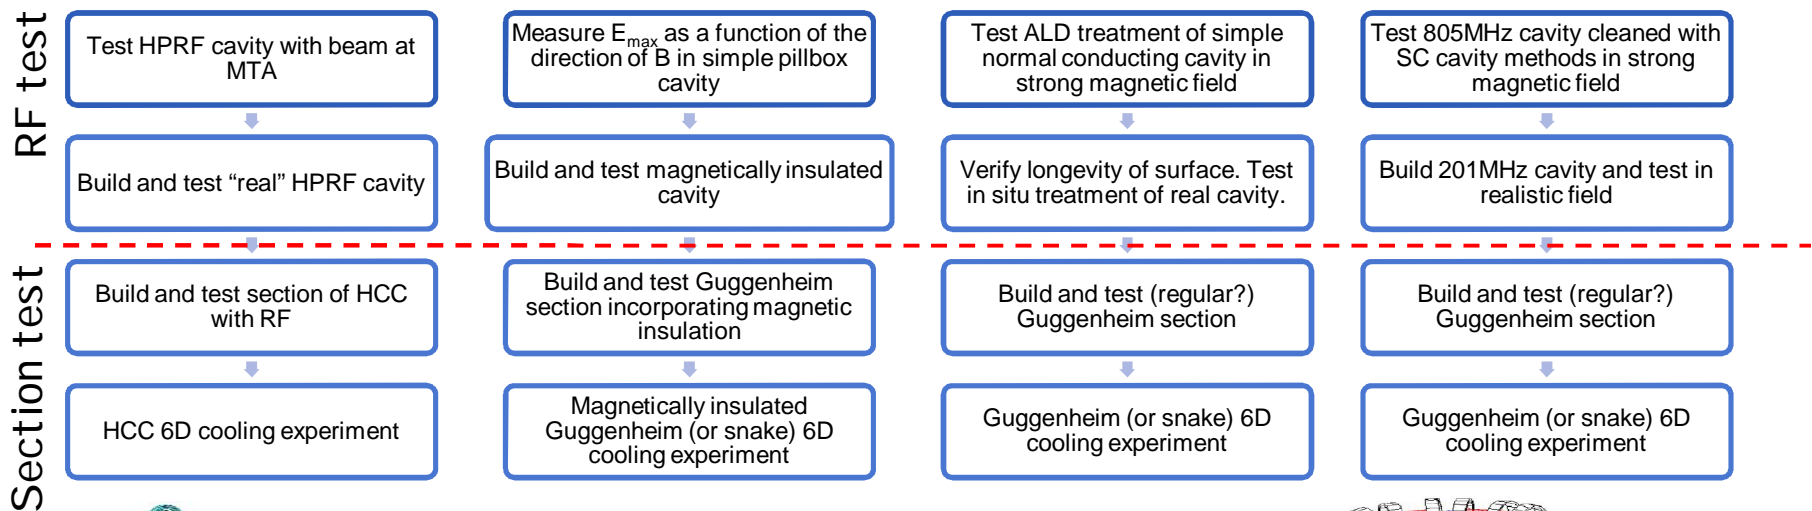 RF test
Test HPRF cavity with beam at
MTA
Measure Emax as a function of the
direction of B in simple pillbox
cavity
Test ALD treatment of simple
normal conducting cavity in
strong magnetic field
Test 805MHz cavity cleaned with
SC cavity methods in strong
magnetic field
Build and test “real” HPRF cavity
Build and test magnetically insulated
cavity
Verify longevity of surface. Test
in situ treatment of real cavity.
Build 201MHz cavity and test in
realistic field
Section test
Build and test section of HCC
with RF
Build and test Guggenheim
section incorporating magnetic
insulation
Build and test (regular?)
Guggenheim section
Build and test (regular?)
Guggenheim section
HCC 6D cooling experiment
Magnetically insulated
Guggenheim (or snake) 6D
cooling experiment
Guggenheim (or snake) 6D
cooling experiment
Guggenheim (or snake) 6D
cooling experiment